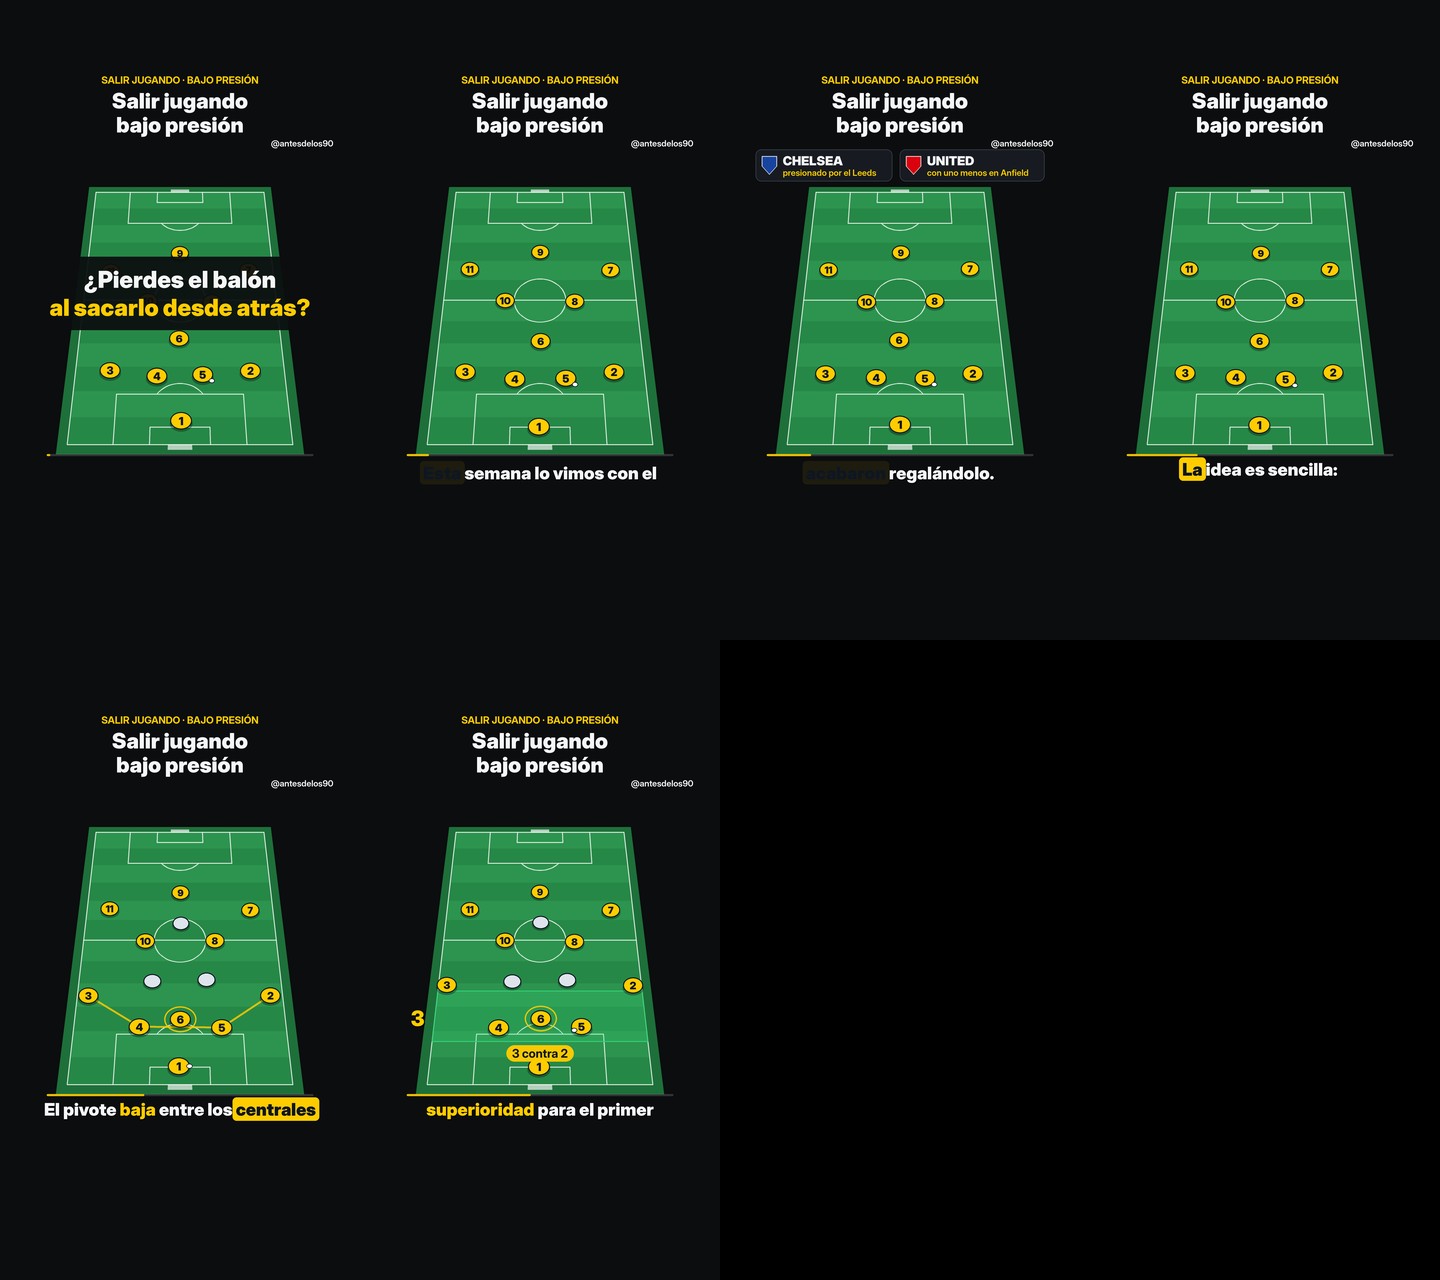 SALIR JUGANDO · BAJO PRESIÓN
Salir jugando
bajo presión
@antesdelos90
9
¿Pierdes el balón
al sacarlo desde atrás?
6
3
4
5
2
1
SALIR JUGANDO · BAJO PRESIÓN
Salir jugando
bajo presión
@antesdelos90
9
11
7
10
8
6
3
4
5
2
1
Esta semana lo vimos con el
SALIR JUGANDO · BAJO PRESIÓN
Salir jugando
bajo presión
@antesdelos90
CHELSEA
presionado por el Leeds
UNITED
con uno menos en Anfield
9
11
7
10
8
6
3
4
5
2
1
acabaron regalándolo.
SALIR JUGANDO · BAJO PRESIÓN
Salir jugando
bajo presión
@antesdelos90
9
11
7
10
8
6
3
4
5
2
1
La idea es sencilla:
SALIR JUGANDO · BAJO PRESIÓN
Salir jugando
bajo presión
@antesdelos90
9
11
7
10
8
3
2
4
6
5
1
El pivote baja entre los centrales
SALIR JUGANDO · BAJO PRESIÓN
Salir jugando
bajo presión
@antesdelos90
9
11
7
10
8
3
2
3
4
6
5
3 contra 2
1
superioridad para el primer